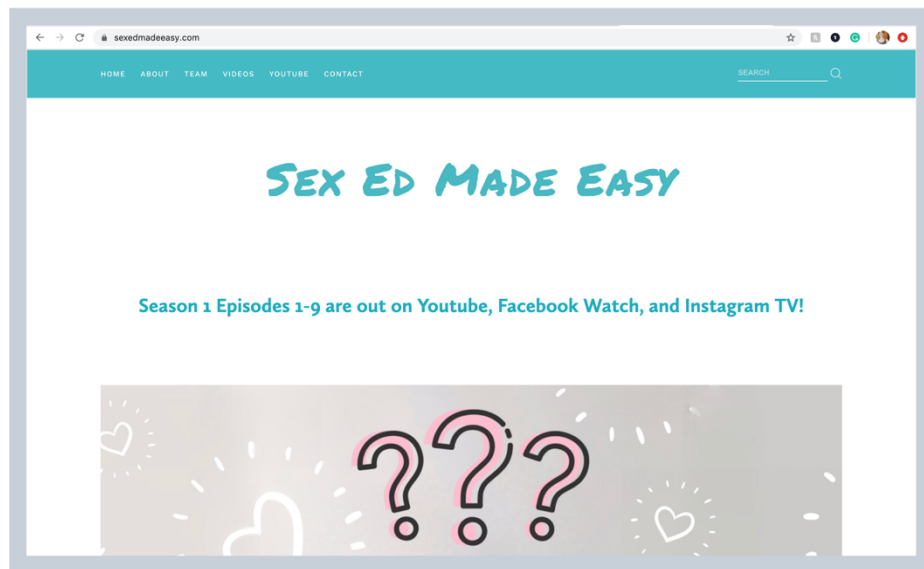 sexedmadeeasy.com
HOME ABOUT TEAM VIDEOS YOUTUBE CONTACT
SEARCH
SEX ED MADE EASY
Season 1 Episodes 1-9 are out on Youtube, Facebook Watch, and Instagram TV!
???